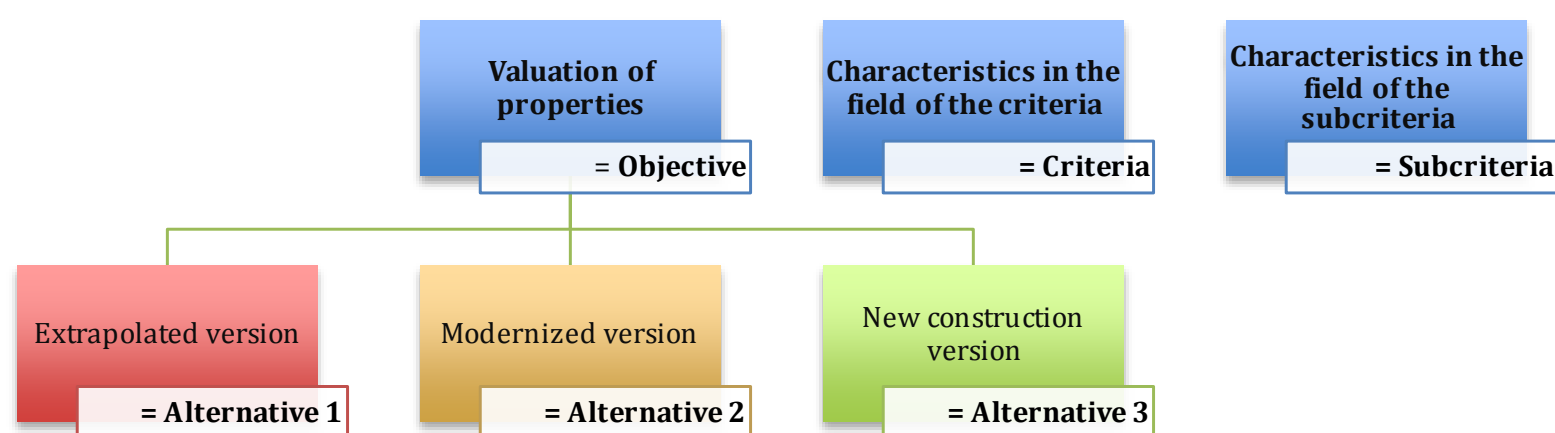 Valuation of
properties
= Objective
Characteristics in the
field of the criteria
= Criteria
Characteristics in the
field of the
subcriteria
= Subcriteria
Extrapolated version
= Alternative 1
Modernized version
= Alternative 2
New construction
version
= Alternative 3